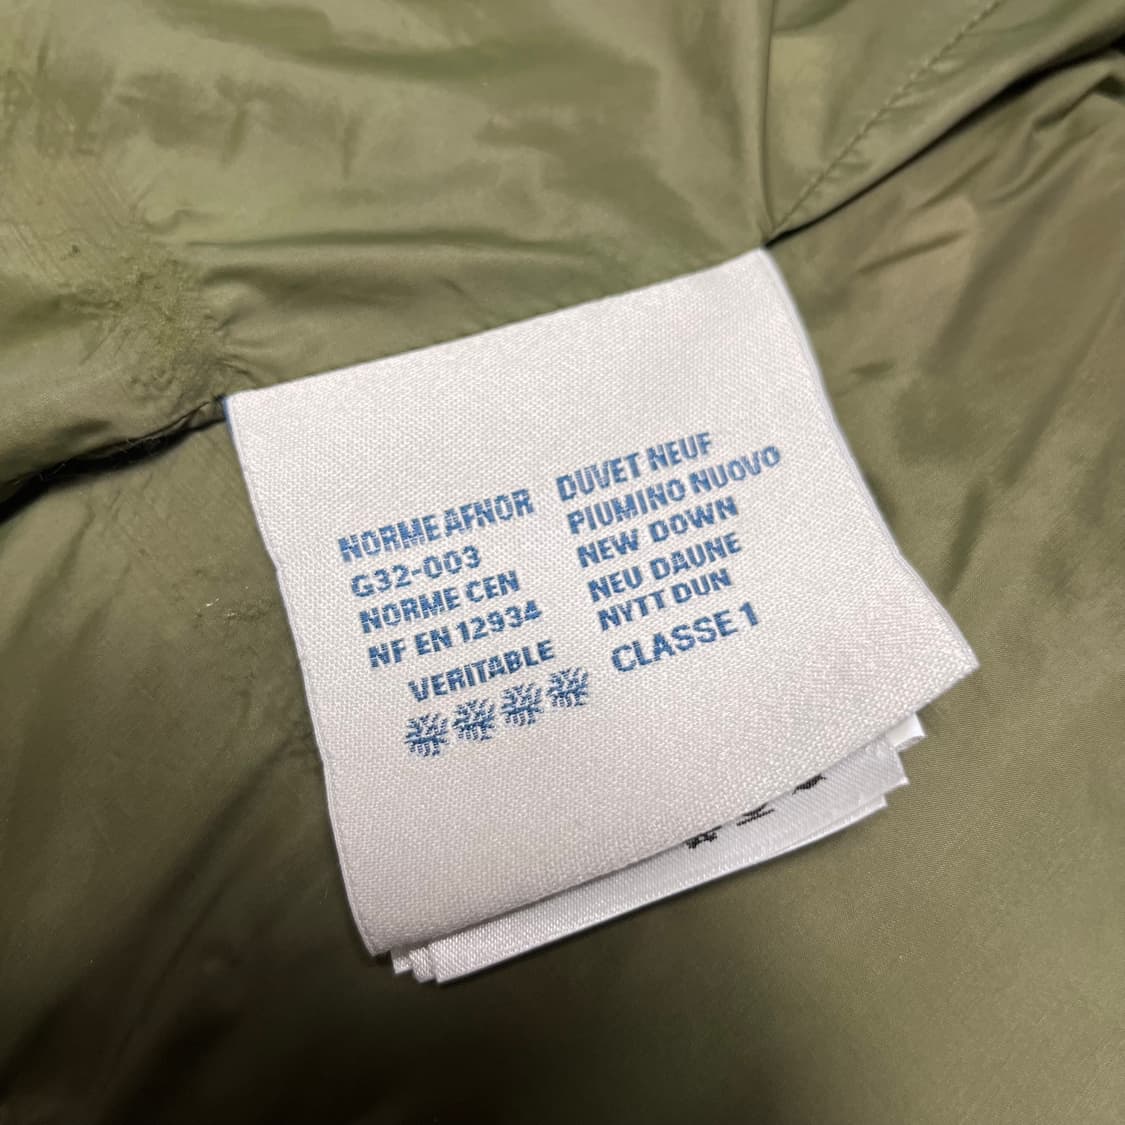 NORME AFNOR
G32-003
NORME CEN
NF EN 12934
VERITABLE
DUVET NEUF
PIUMINO NUOVO
NEW DOWN
NEU DAUNE
NYTT DUN
CLASSE 1